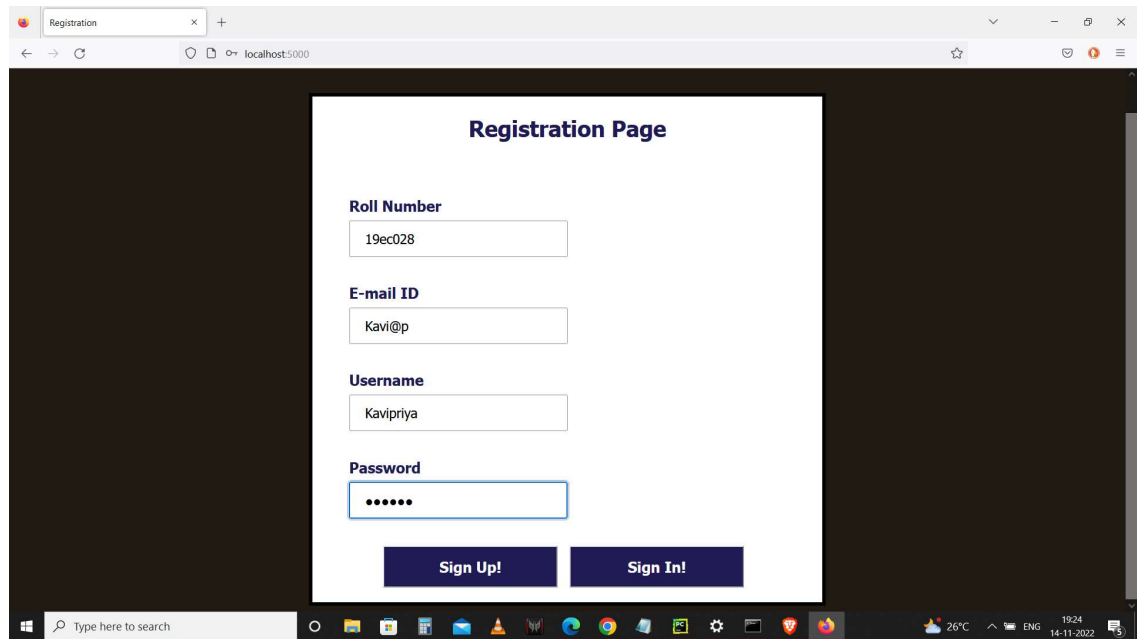 Registration
localhost:5000
Registration Page
Roll Number
19ec028
E-mail ID
Kavi@p
Username
Kavipriya
Password
••••••
Sign Up! Sign In!
Type here to search
26°C ENG 19:24
14-11-2022